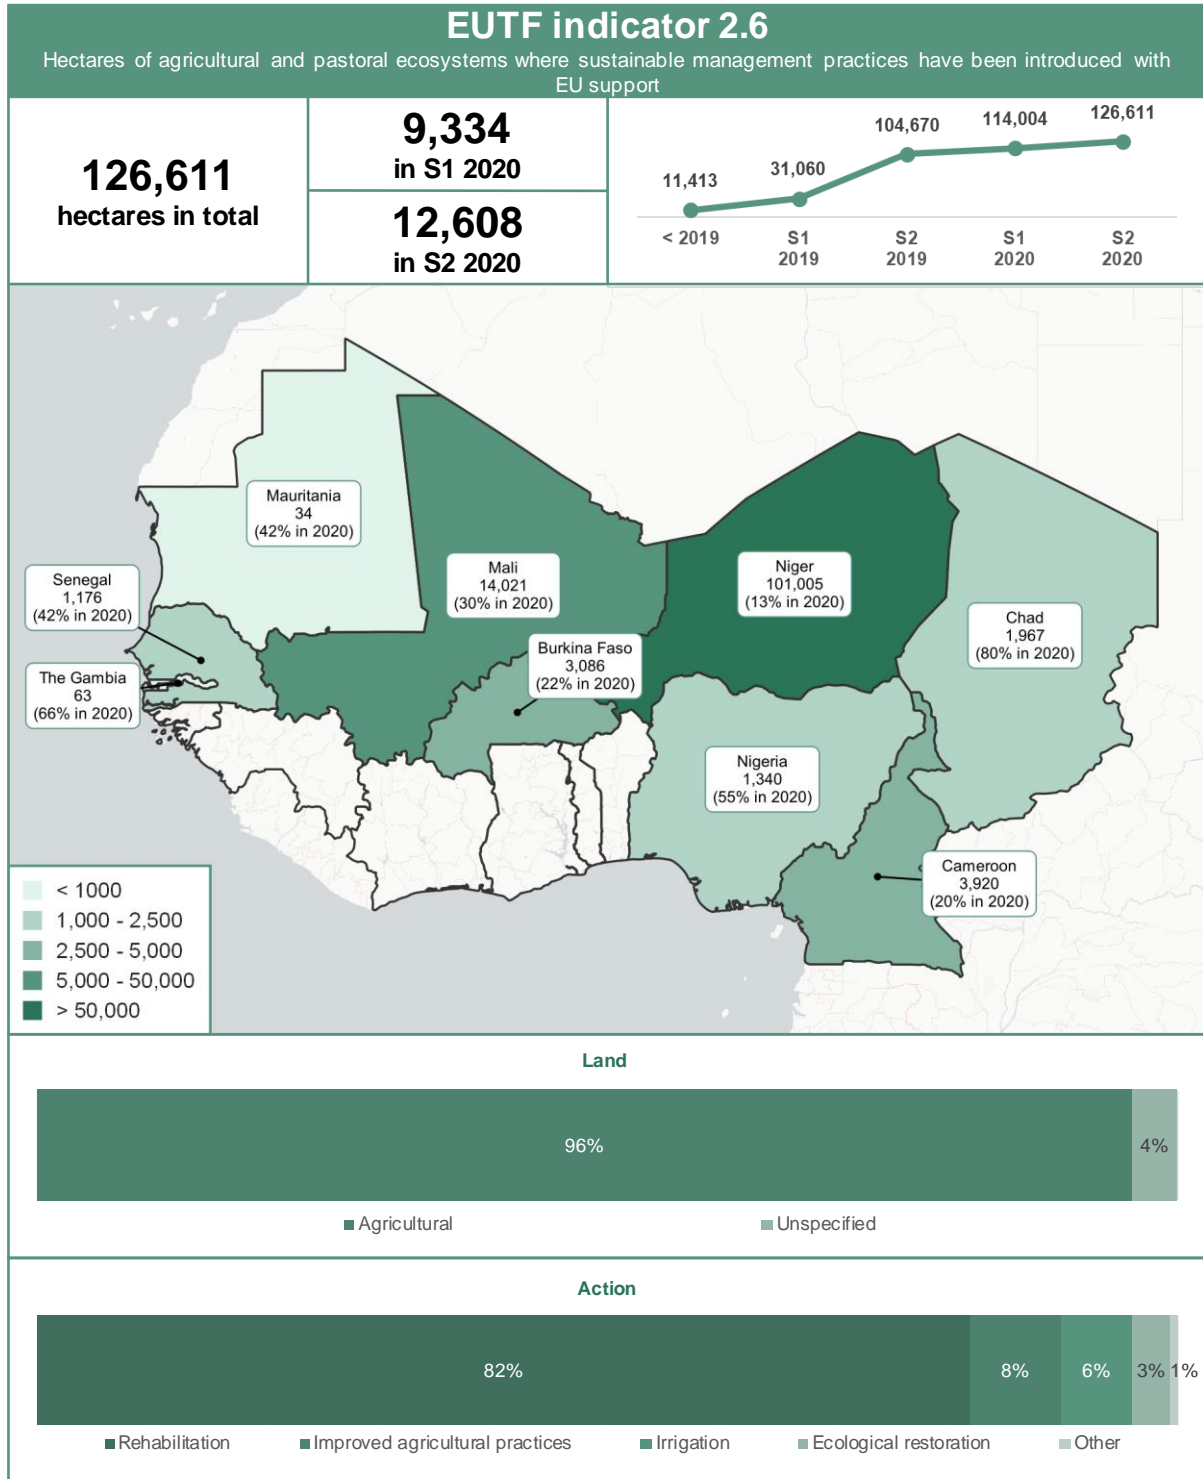 EUTF indicator 2.6
Hectares of agricultural and pastoral ecosystems where sustainable management practices have been introduced with
EU support
126,611
hectares in total
9,334
in S1 2020
12,608
in S2 2020
11,413
31,060
104,670
114,004
126,611
< 2019
S1
2019
S2
2019
S1
2020
S2
2020
Mauritania
34
(42% in 2020)
Mali
14,021
(30% in 2020)
Niger
101,005
(13% in 2020)
Chad
1,967
(80% in 2020)
Senegal
1,176
(42% in 2020)
The Gambia
63
(66% in 2020)
Burkina Faso
3,086
(22% in 2020)
Nigeria
1,340
(55% in 2020)
Cameroon
3,920
(20% in 2020)
< 1000
1,000 - 2,500
2,500 - 5,000
5,000 - 50,000
> 50,000
Land
96%
4%
Agricultural
Unspecified
Action
82%
8%
6%
3%
1%
Rehabilitation
Improved agricultural practices
Irrigation
Ecological restoration
Other